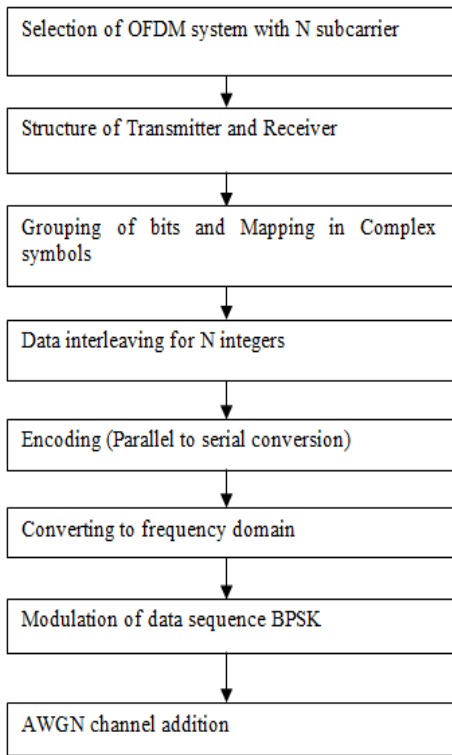 Selection of OFDM system with N subcarrier
Structure of Transmitter and Receiver
Grouping of bits and Mapping in Complex
symbols
Data interleaving for N integers
Encoding (Parallel to serial conversion)
Converting to frequency domain
Modulation of data sequence BPSK
AWGN channel addition